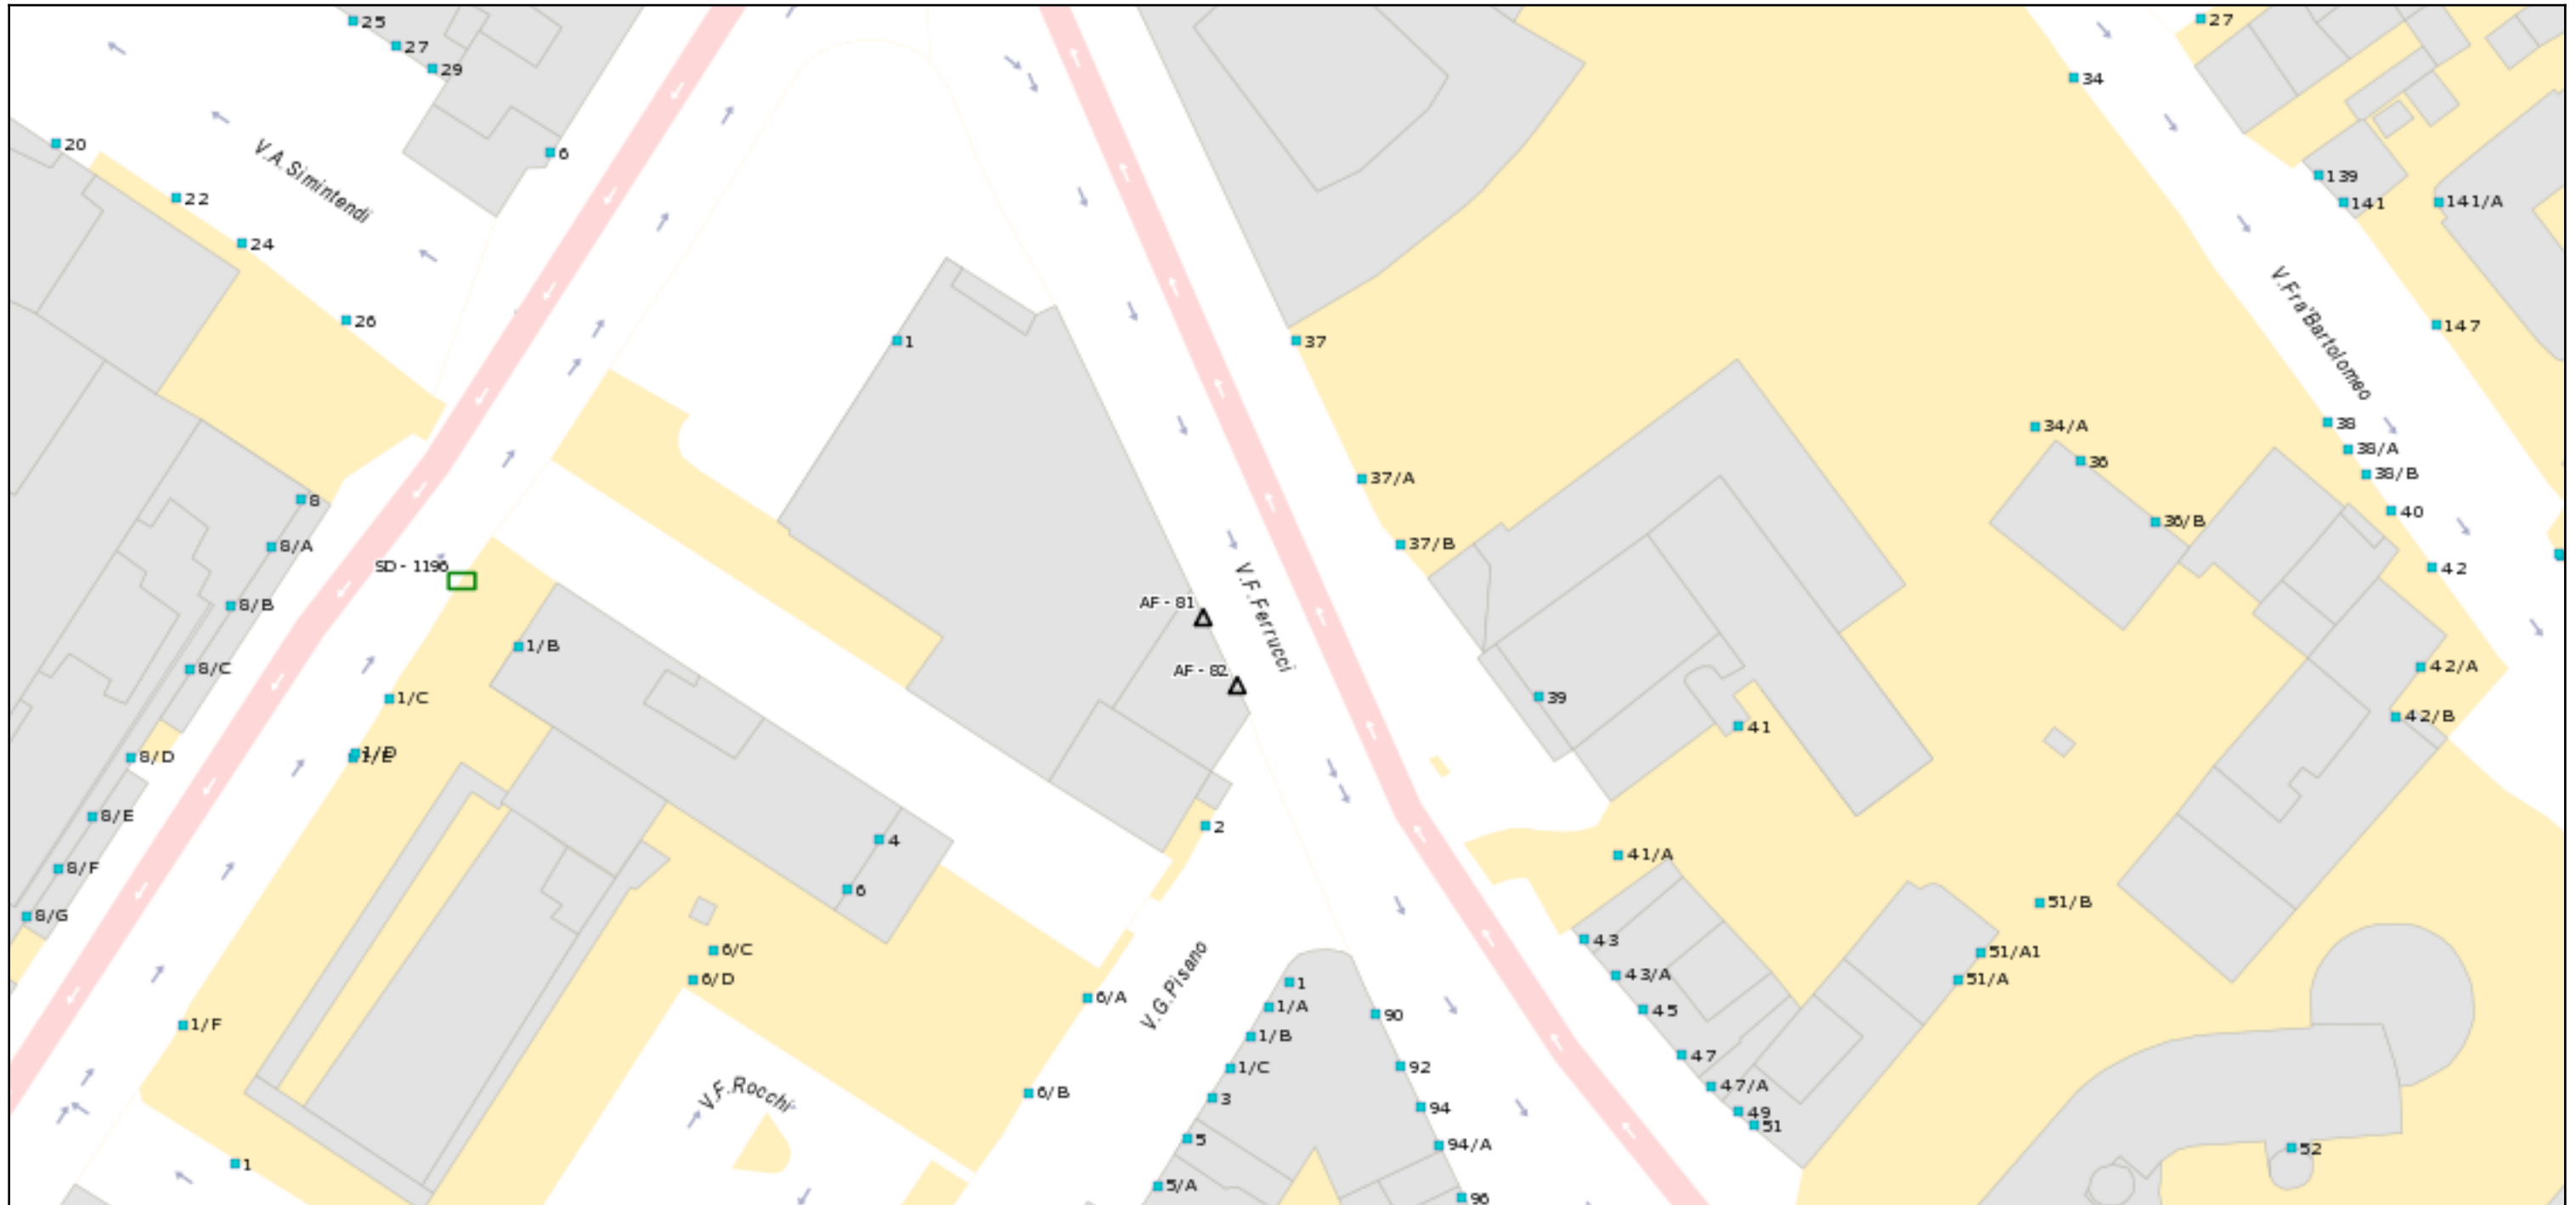 25
27
27
29
34
20
6
V.A.Simintendi
139
22
141
141/A
24
V.Fra'Bartolomeo
26
147
1
37
38
34/A
38/A
36
38/B
37/A
8
40
36/B
37/B
8/A
SD - 1196
42
AF - 81
V.F.Ferrucci
8/B
1/B
8/C
AF - 82
42/A
1/C
39
42/B
41
1/D
1/E
8/D
8/E
2
4
41/A
8/F
6
51/B
8/G
43
6/C
51/A1
43/A
6/D
51/A
V.G.Pisano
1
6/A
1/A
45
90
1/F
1/B
47
92
1/C
V.F.Rocchi
47/A
6/B
3
94
49
51
5
94/A
52
1
5/A
96